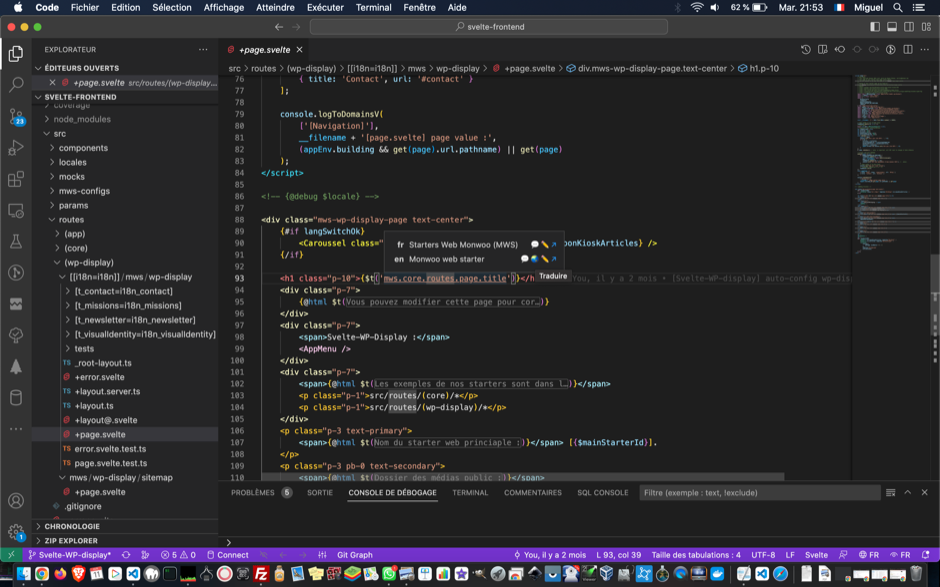 Code Fichier Edition Sélection Affichage Atteindre Exécuter Terminal Fenêtre Aide 62 % Mar. 21:53 FR Miguel
svelte-frontend
EXPLORATEUR
ÉDITEURS OUVERTS
+page.svelte src/routes/(wp-display...
SVELTE-FRONTEND
coverage
node_modules
src
components
locales
mocks
mws-configs
params
routes
(app)
(core)
(wp-display)
[[i18n=i18n]] / mws / wp-display
[t_contact=i18n_contact]
[t_missions=i18n_missions]
[t_newsletter=i18n_newsletter]
[t_visualIdentity=i18n_visualIdentity]
tests
TS _root-layout.ts
+error.svelte
TS +layout.server.ts
TS +layout.ts
+layout@.svelte
+page.svelte
TS error.svelte.test.ts
TS page.svelte.test.ts
mws / wp-display / sitemap
+page.svelte
.gitignore
CHRONOLOGIE
ZIP EXPLORER
23
1
+page.svelte
src > routes > (wp-display) > [[i18n=i18n]] > mws > wp-display > +page.svelte > div.mws-wp-display-page.text-center > h1.p-10
76 { title: 'Contact', url: '#contact' }
77 ];
78
79 console.logToDomainsV(
80 ['[Navigation]'],
81 __filename + '[page.svelte] page value :',
82 (appEnv.building && get(page).url.pathname) || get(page)
83 );
84 </script>
85
86 <!-- {@debug $locale} -->
87
88 <div class="mws-wp-display-page text-center">
89 {#if langSwitchOk}
90 <Carousel class=" onKioskArticles} />
91 {/if}
92
fr Starters Web Monwoo (MWS)
en Monwoo web starter
Traduire
93 <h1 class="p-10">{$t('mws.core.routes.page.title')}</h You, il y a 2 mois • [Svelte-WP-display] auto-config wp-disp
94 <div class="p-7">
95 {@html $t(Vous pouvez modifier cette page pour cor…)}
96 </div>
97 <div class="p-7">
98 <span>Svelte-WP-Display :</span>
99 <AppMenu />
100 </div>
101 <div class="p-7">
102 <span>{@html $t(Les exemples de nos starters sont dans l…)}</span>
103 <p class="p-1">src/routes/(core)/*</p>
104 <p class="p-1">src/routes/(wp-display)/*</p>
105 </div>
106 <p class="p-3 text-primary">
107 <span>{@html $t(Nom du starter web principale :)}</span> [{$mainStarterId}].
108 </p>
109 <p class="p-3 pb-0 text-secondary">
110 <span>{@html $t(Dossier des médias public :)}</span>
PROBLÈMES 5 SORTIE CONSOLE DE DÉBOGAGE TERMINAL COMMENTAIRES SQL CONSOLE Filtre (exemple : text, !exclude)
Svelte-WP-display* 5 0 Connect Git Graph You, il y a 2 mois L 93, col 39 Taille des tabulations : 4 UTF-8 LF Svelte FR FR